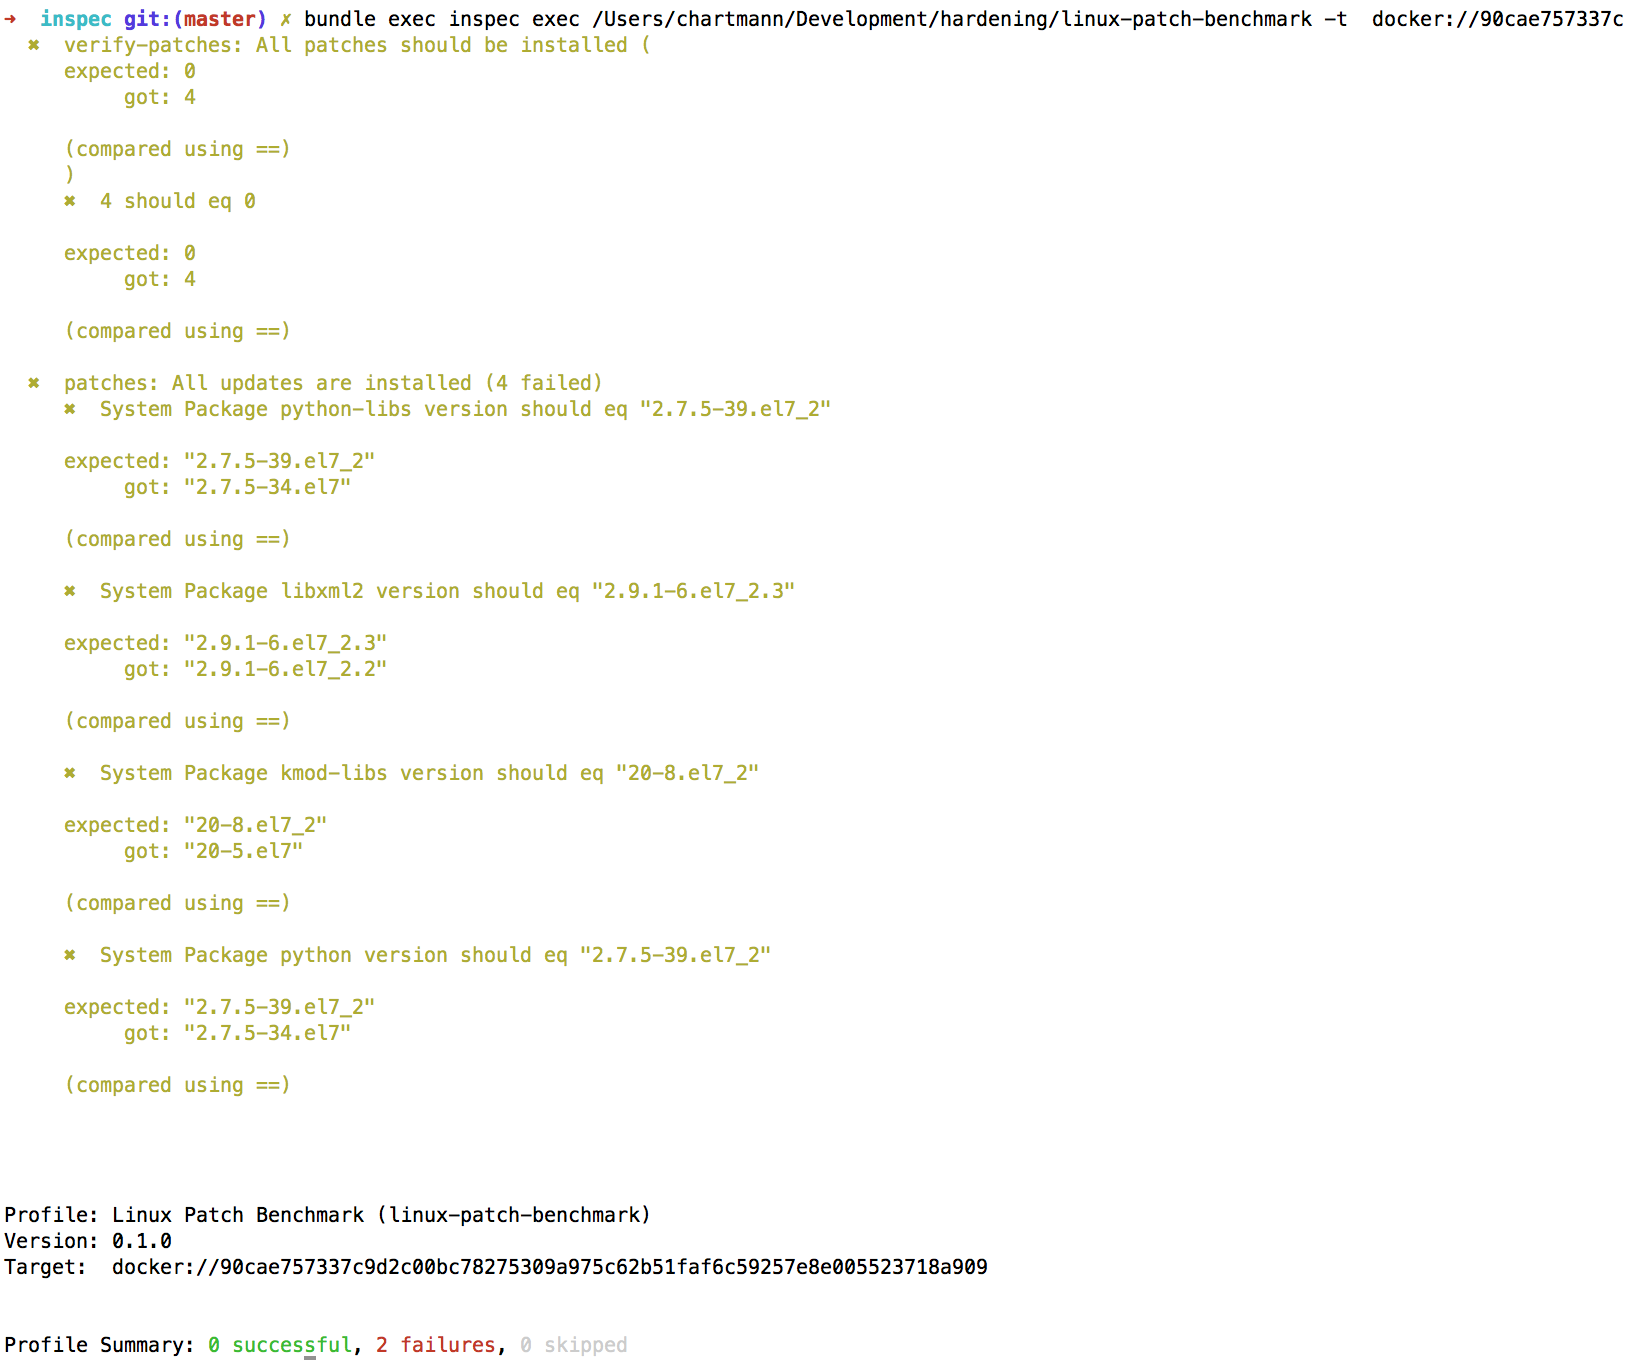 ➜  inspec git:(master) ✗ bundle exec inspec exec /Users/chartmann/Development/hardening/linux-patch-benchmark -t  docker://90cae757337c
✖  verify-patches: All patches should be installed (
expected: 0
got: 4
(compared using ==)
)
✖  4 should eq 0
expected: 0
got: 4
(compared using ==)
✖  patches: All updates are installed (4 failed)
✖  System Package python-libs version should eq "2.7.5-39.el7_2"
expected: "2.7.5-39.el7_2"
got: "2.7.5-34.el7"
(compared using ==)
✖  System Package libxml2 version should eq "2.9.1-6.el7_2.3"
expected: "2.9.1-6.el7_2.3"
got: "2.9.1-6.el7_2.2"
(compared using ==)
✖  System Package kmod-libs version should eq "20-8.el7_2"
expected: "20-8.el7_2"
got: "20-5.el7"
(compared using ==)
✖  System Package python version should eq "2.7.5-39.el7_2"
expected: "2.7.5-39.el7_2"
got: "2.7.5-34.el7"
(compared using ==)
Profile: Linux Patch Benchmark (linux-patch-benchmark)
Version: 0.1.0
Target:  docker://90cae757337c9d2c00bc78275309a975c62b51faf6c59257e8e005523718a909
Profile Summary: 0 successful, 2 failures, 0 skipped